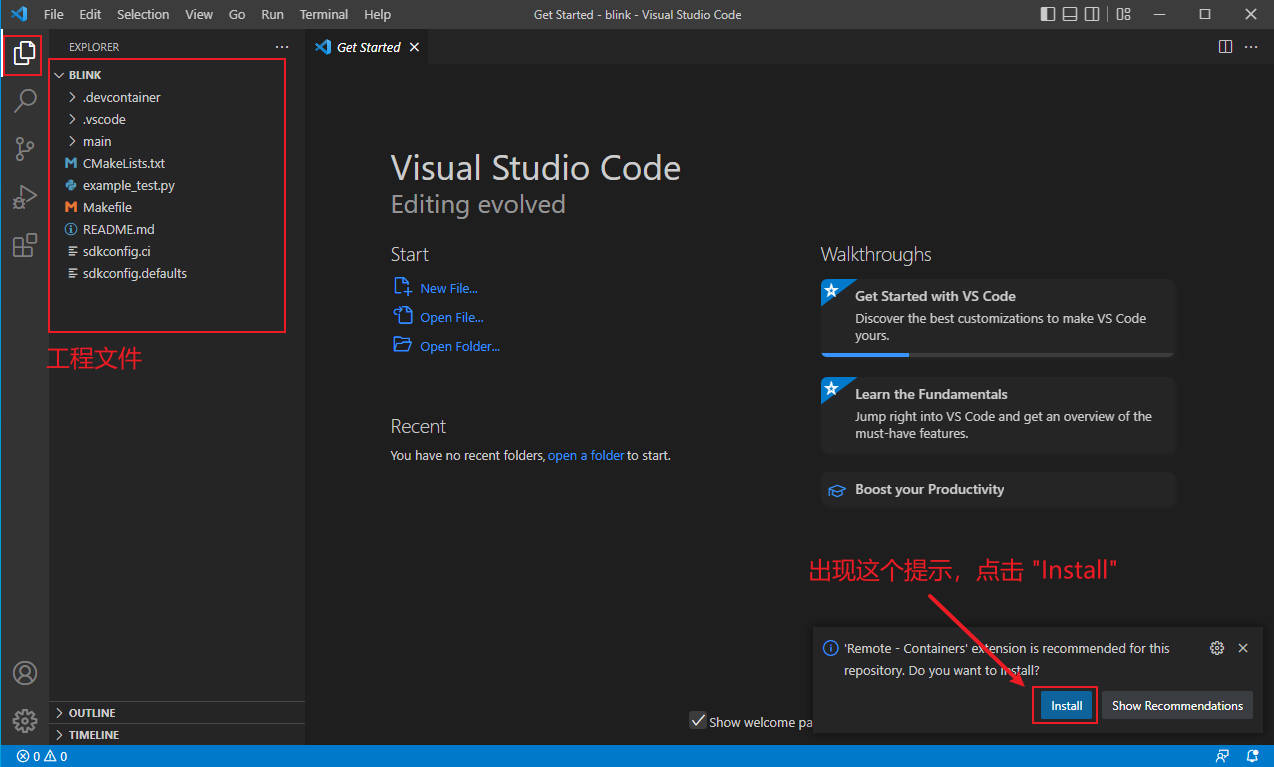 File Edit Selection View Go Run Terminal Help
Get Started - blink - Visual Studio Code
EXPLORER
Get Started
BLINK
.devcontainer
.vscode
main
CMakeLists.txt
example_test.py
Makefile
README.md
sdkconfig.ci
sdkconfig.defaults
工程文件
OUTLINE
TIMELINE
Visual Studio Code
Editing evolved
Start
New File...
Open File...
Open Folder...
Recent
You have no recent folders, open a folder to start.
Walkthroughs
Get Started with VS Code
Discover the best customizations to make VS Code
yours.
Learn the Fundamentals
Jump right into VS Code and get an overview of the
must-have features.
Boost your Productivity
出现这个提示，点击 "Install"
'Remote - Containers' extension is recommended for this
repository. Do you want to install?
Install
Show Recommendations
Show welcome pa
0 0